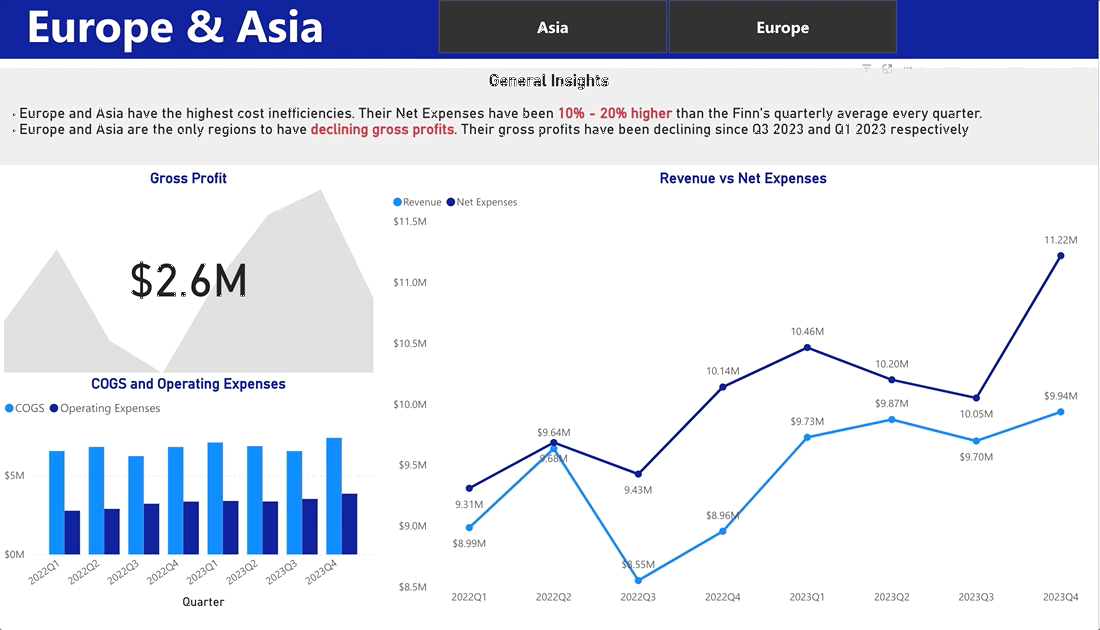 Europe & Asia
Asia
Europe
General Insights
· Europe and Asia have the highest cost inefficiencies. Their Net Expenses have been 10% - 20% higher than the Finn's quarterly average every quarter.
· Europe and Asia are the only regions to have declining gross profits. Their gross profits have been declining since Q3 2023 and Q1 2023 respectively
Gross Profit
$2.6M
COGS and Operating Expenses
COGS
Operating Expenses
$5M
$0M
2022Q1
2022Q2
2022Q3
2022Q4
2023Q1
2023Q2
2023Q3
2023Q4
Quarter
Revenue vs Net Expenses
Revenue
Net Expenses
$11.5M
$11.0M
$10.5M
$10.0M
$9.5M
$9.0M
$8.5M
11.22M
10.46M
10.20M
10.14M
10.05M
$9.94M
$9.87M
$9.73M
$9.70M
$9.64M
9.68M
9.43M
9.31M
$8.99M
$8.96M
$8.55M
2022Q1
2022Q2
2022Q3
2022Q4
2023Q1
2023Q2
2023Q3
2023Q4